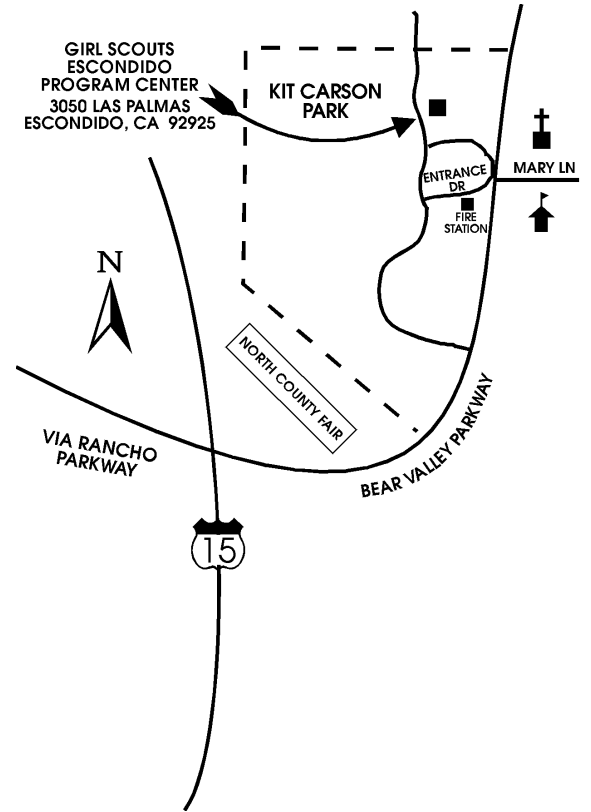 GIRL SCOUTS
ESCONDIDO
PROGRAM CENTER
3050 LAS PALMAS
ESCONDIDO, CA 92925
KIT CARSON
PARK
ENTRANCE
DR
MARY LN
FIRE
STATION
N
NORTH COUNTY FAIR
VIA RANCHO
PARKWAY
BEAR VALLEY PARKWAY
15